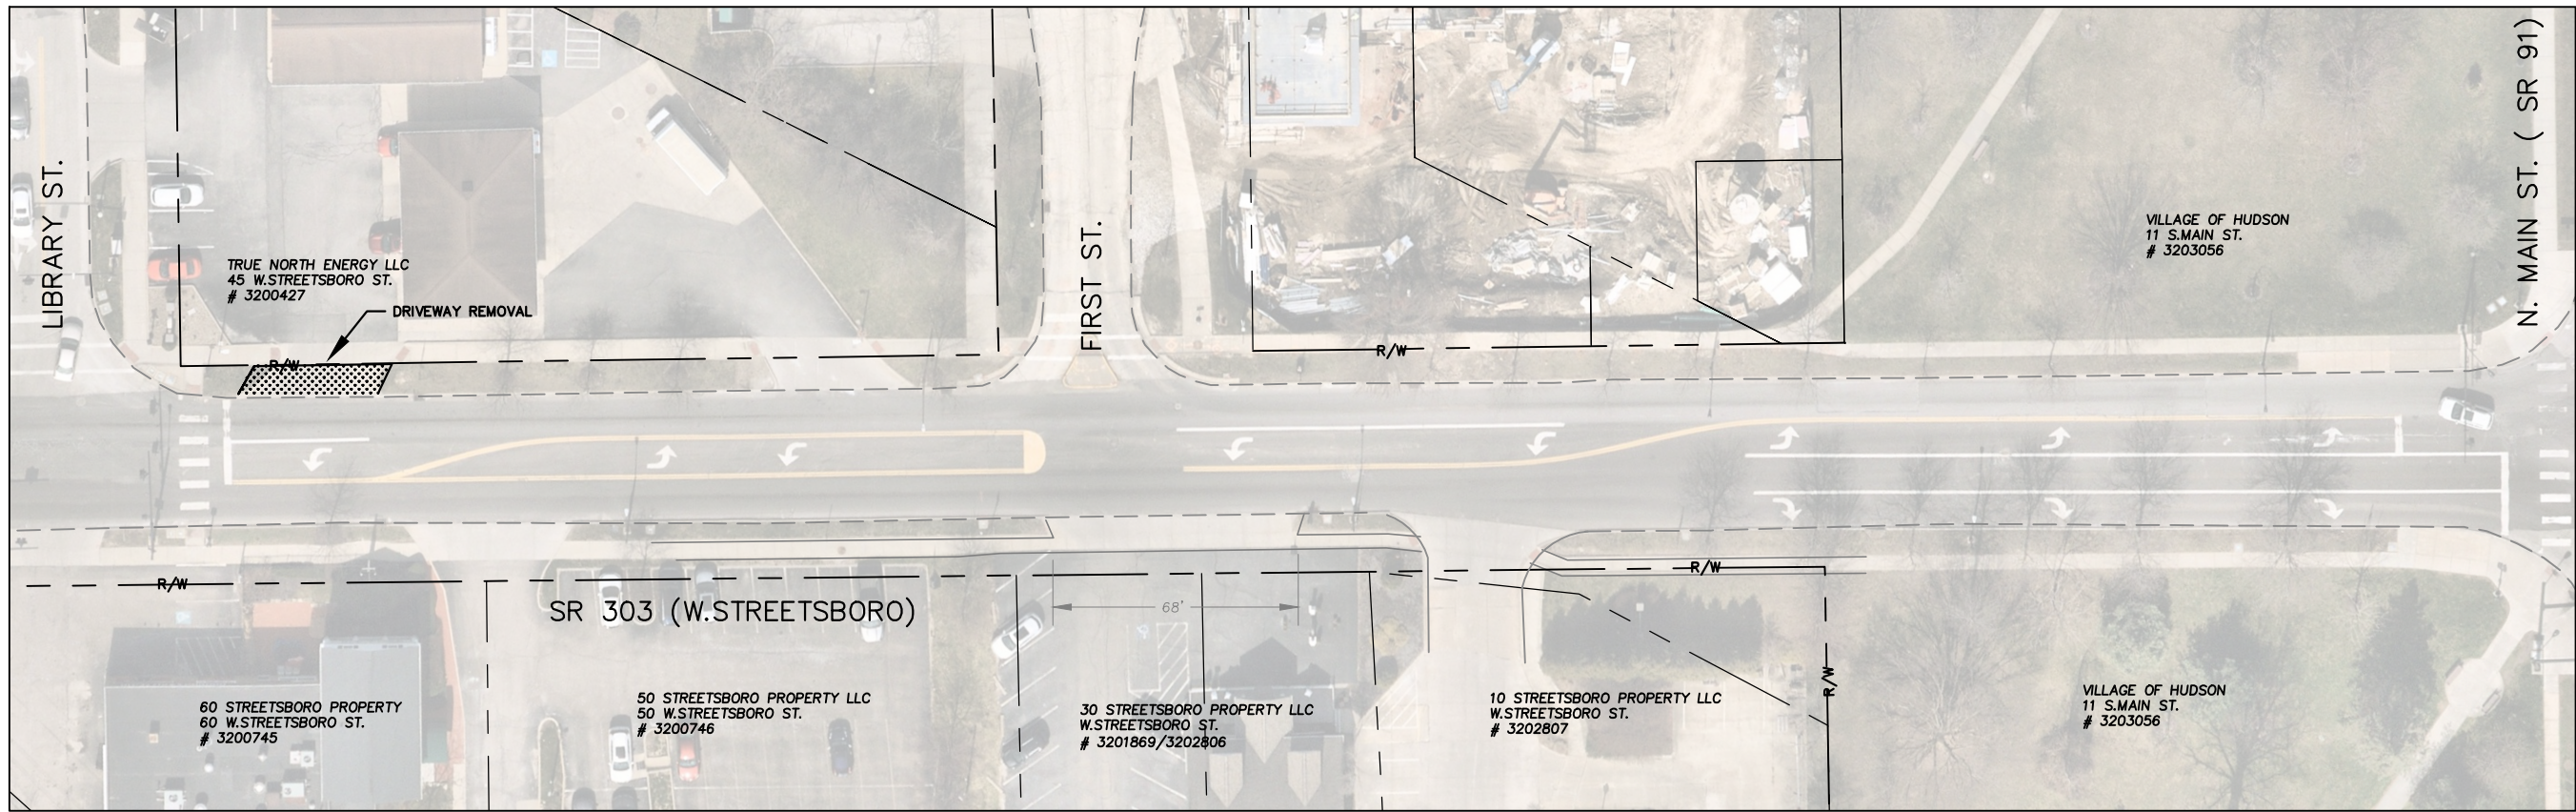 LIBRARY ST.
FIRST ST.
N. MAIN ST. ( SR 91)
TRUE NORTH ENERGY LLC
45 W.STREETSBORO ST.
# 3200427
DRIVEWAY REMOVAL
R/W
R/W
VILLAGE OF HUDSON
11 S.MAIN ST.
# 3203056
R/W
SR 303 (W.STREETSBORO)
68'
R/W
R/W
60 STREETSBORO PROPERTY
60 W.STREETSBORO ST.
# 3200745
50 STREETSBORO PROPERTY LLC
50 W.STREETSBORO ST.
# 3200746
30 STREETSBORO PROPERTY LLC
W.STREETSBORO ST.
# 3201869/3202806
10 STREETSBORO PROPERTY LLC
W.STREETSBORO ST.
# 3202807
VILLAGE OF HUDSON
11 S.MAIN ST.
# 3203056